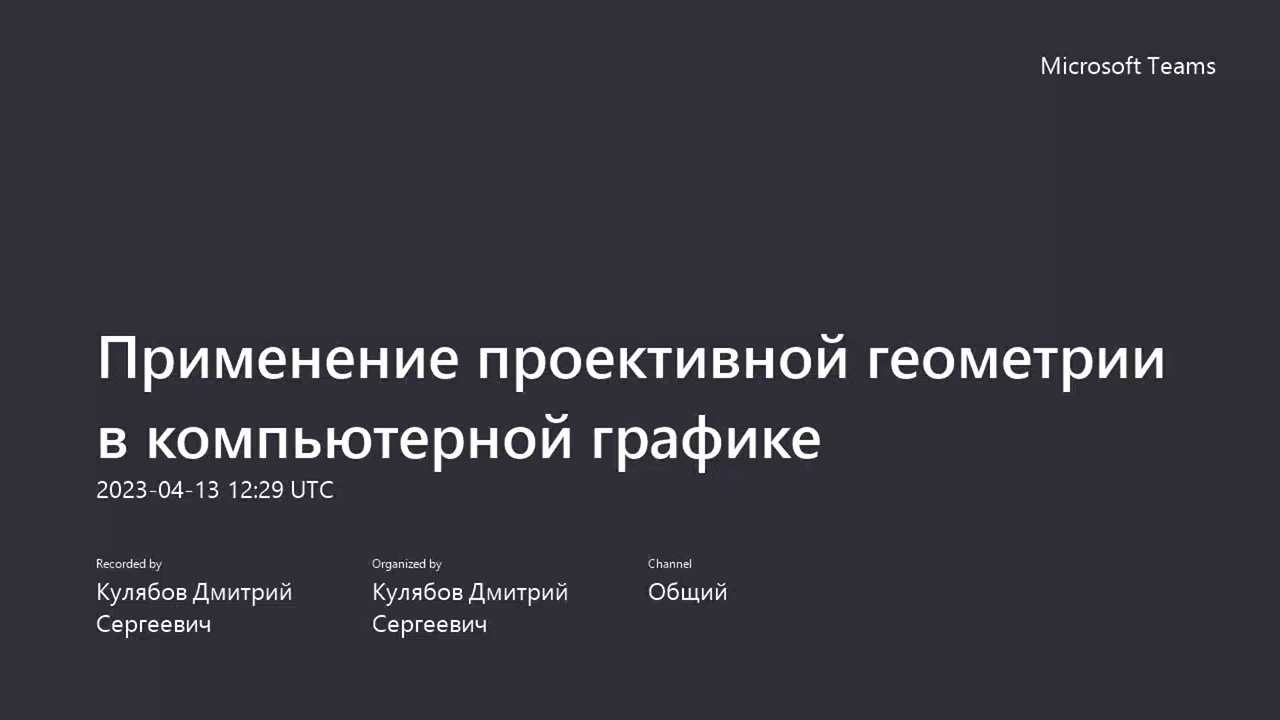 Microsoft Teams
Применение проективной геометрии
в компьютерной графике
2023-04-13 12:29 UTC
Recorded by
Кулябов Дмитрий
Сергеевич
Organized by
Кулябов Дмитрий
Сергеевич
Channel
Общий